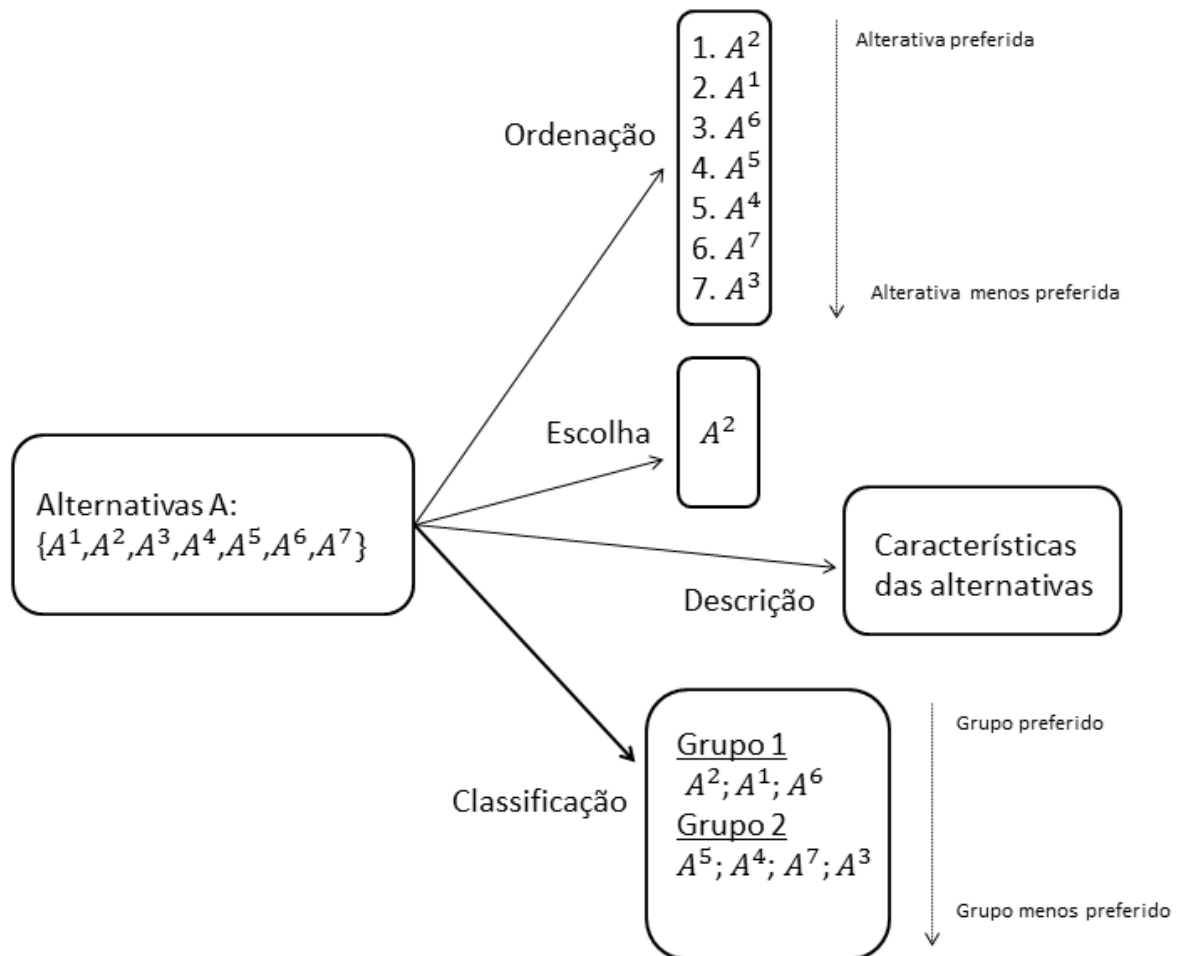 Ordenação
1. A²
2. A¹
3. A⁶
4. A⁵
5. A⁴
6. A⁷
7. A³
Alterativa preferida
Alterativa menos preferida
Escolha
A²
Alternativas A:
{A¹,A²,A³,A⁴,A⁵,A⁶,A⁷}
Descrição
Característícas
das alternativas
Classificação
Grupo 1
A²; A¹; A⁶
Grupo 2
A⁵; A⁴; A⁷; A³
Grupo preferido
Grupo menos preferido